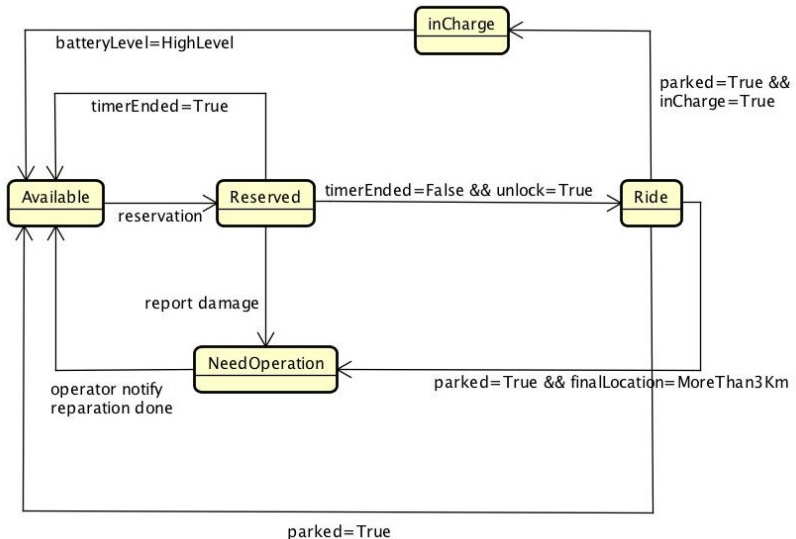 inCharge
batteryLevel=HighLevel
parked=True &&
inCharge=True
timerEnded=True
Available
reservation
Reserved
timerEnded=False && unlock=True
Ride
report damage
NeedOperation
operator notify
reparation done
parked=True && finalLocation=MoreThan3Km
parked=True